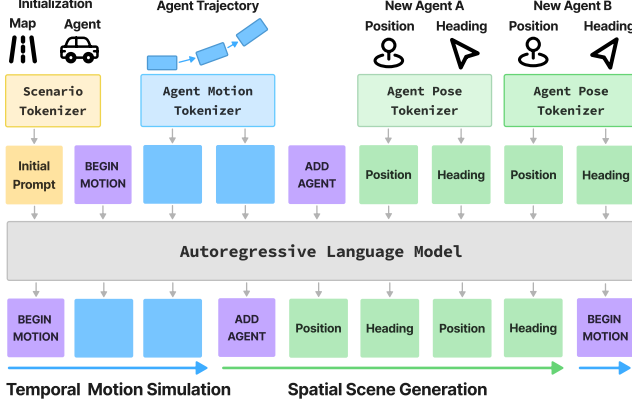 Initialization
Map
Agent
Agent Trajectory
New Agent A
Position
Heading
New Agent B
Position
Heading
Scenario
Tokenizer
Agent Motion
Tokenizer
Agent Pose
Tokenizer
Agent Pose
Tokenizer
Initial
Prompt
BEGIN
MOTION
ADD
AGENT
Position
Heading
Position
Heading
Autoregressive Language Model
BEGIN
MOTION
ADD
AGENT
Position
Heading
Position
Heading
BEGIN
MOTION
Temporal Motion Simulation
Spatial Scene Generation